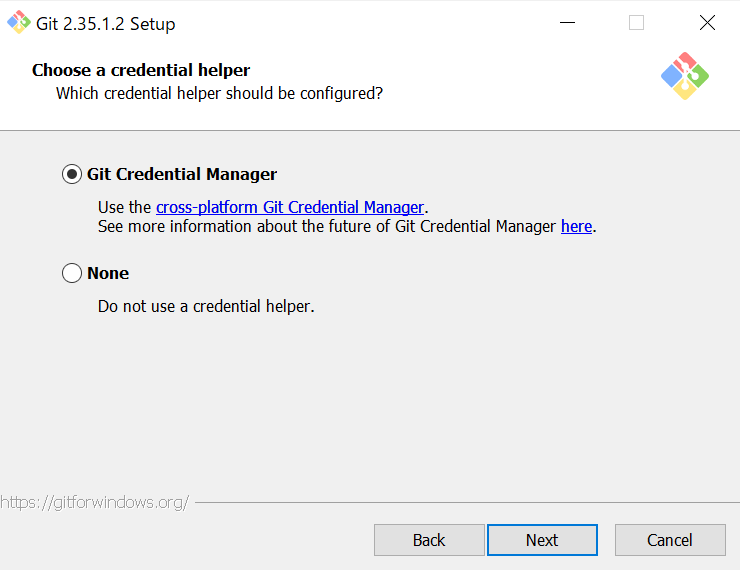 Git 2.35.1.2 Setup
Choose a credential helper
Which credential helper should be configured?
Git Credential Manager
Use the cross-platform Git Credential Manager.
See more information about the future of Git Credential Manager here.
None
Do not use a credential helper.
https://gitforwindows.org/
Back Next Cancel